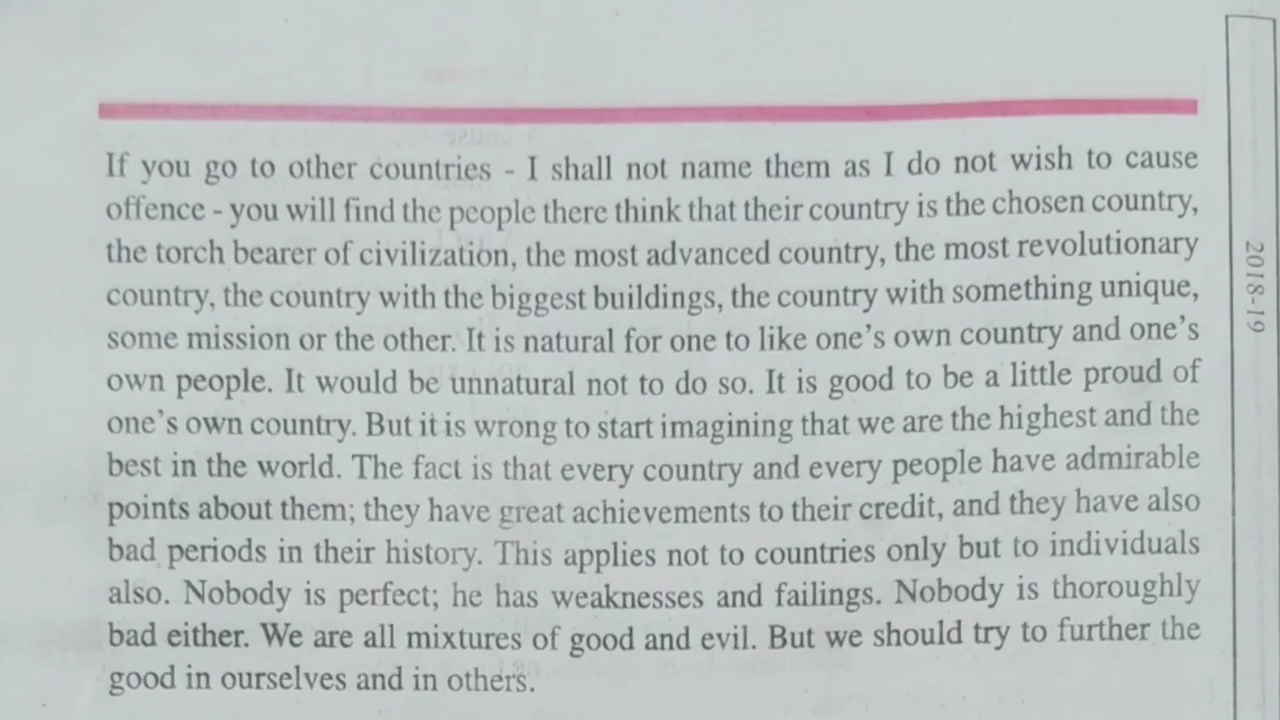 If you go to other countries - I shall not name them as I do not wish to cause
offence - you will find the people there think that their country is the chosen country,
the torch bearer of civilization, the most advanced country, the most revolutionary
country, the country with the biggest buildings, the country with something unique,
some mission or the other. It is natural for one to like one's own country and one's
own people. It would be unnatural not to do so. It is good to be a little proud of
one's own country. But it is wrong to start imagining that we are the highest and the
best in the world. The fact is that every country and every people have admirable
points about them; they have great achievements to their credit, and they have also
bad periods in their history. This applies not to countries only but to individuals
also. Nobody is perfect; he has weaknesses and failings. Nobody is thoroughly
bad either. We are all mixtures of good and evil. But we should try to further the
good in ourselves and in others.
2018-19